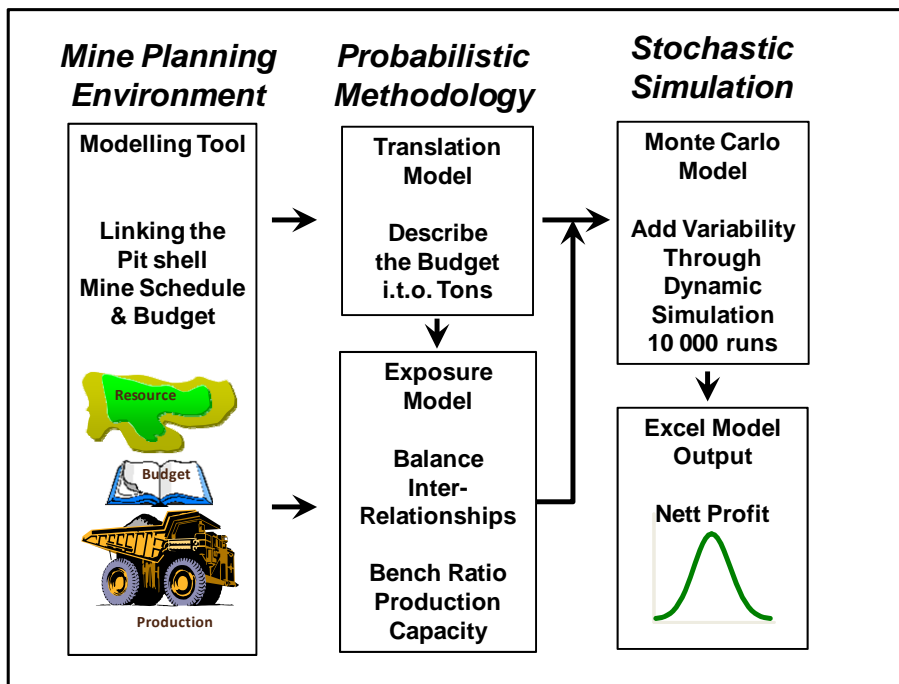 Mine Planning
Environment
Modelling Tool
Linking the
Pit shell
Mine Schedule
& Budget
Resource
Budget
Production
Probabilistic
Methodology
Translation
Model
Describe
the Budget
i.t.o. Tons
Exposure
Model
Balance
Inter-
Relationships
Bench Ratio
Production
Capacity
Stochastic
Simulation
Monte Carlo
Model
Add Variability
Through
Dynamic
Simulation
10 000 runs
Excel Model
Output
Nett Profit